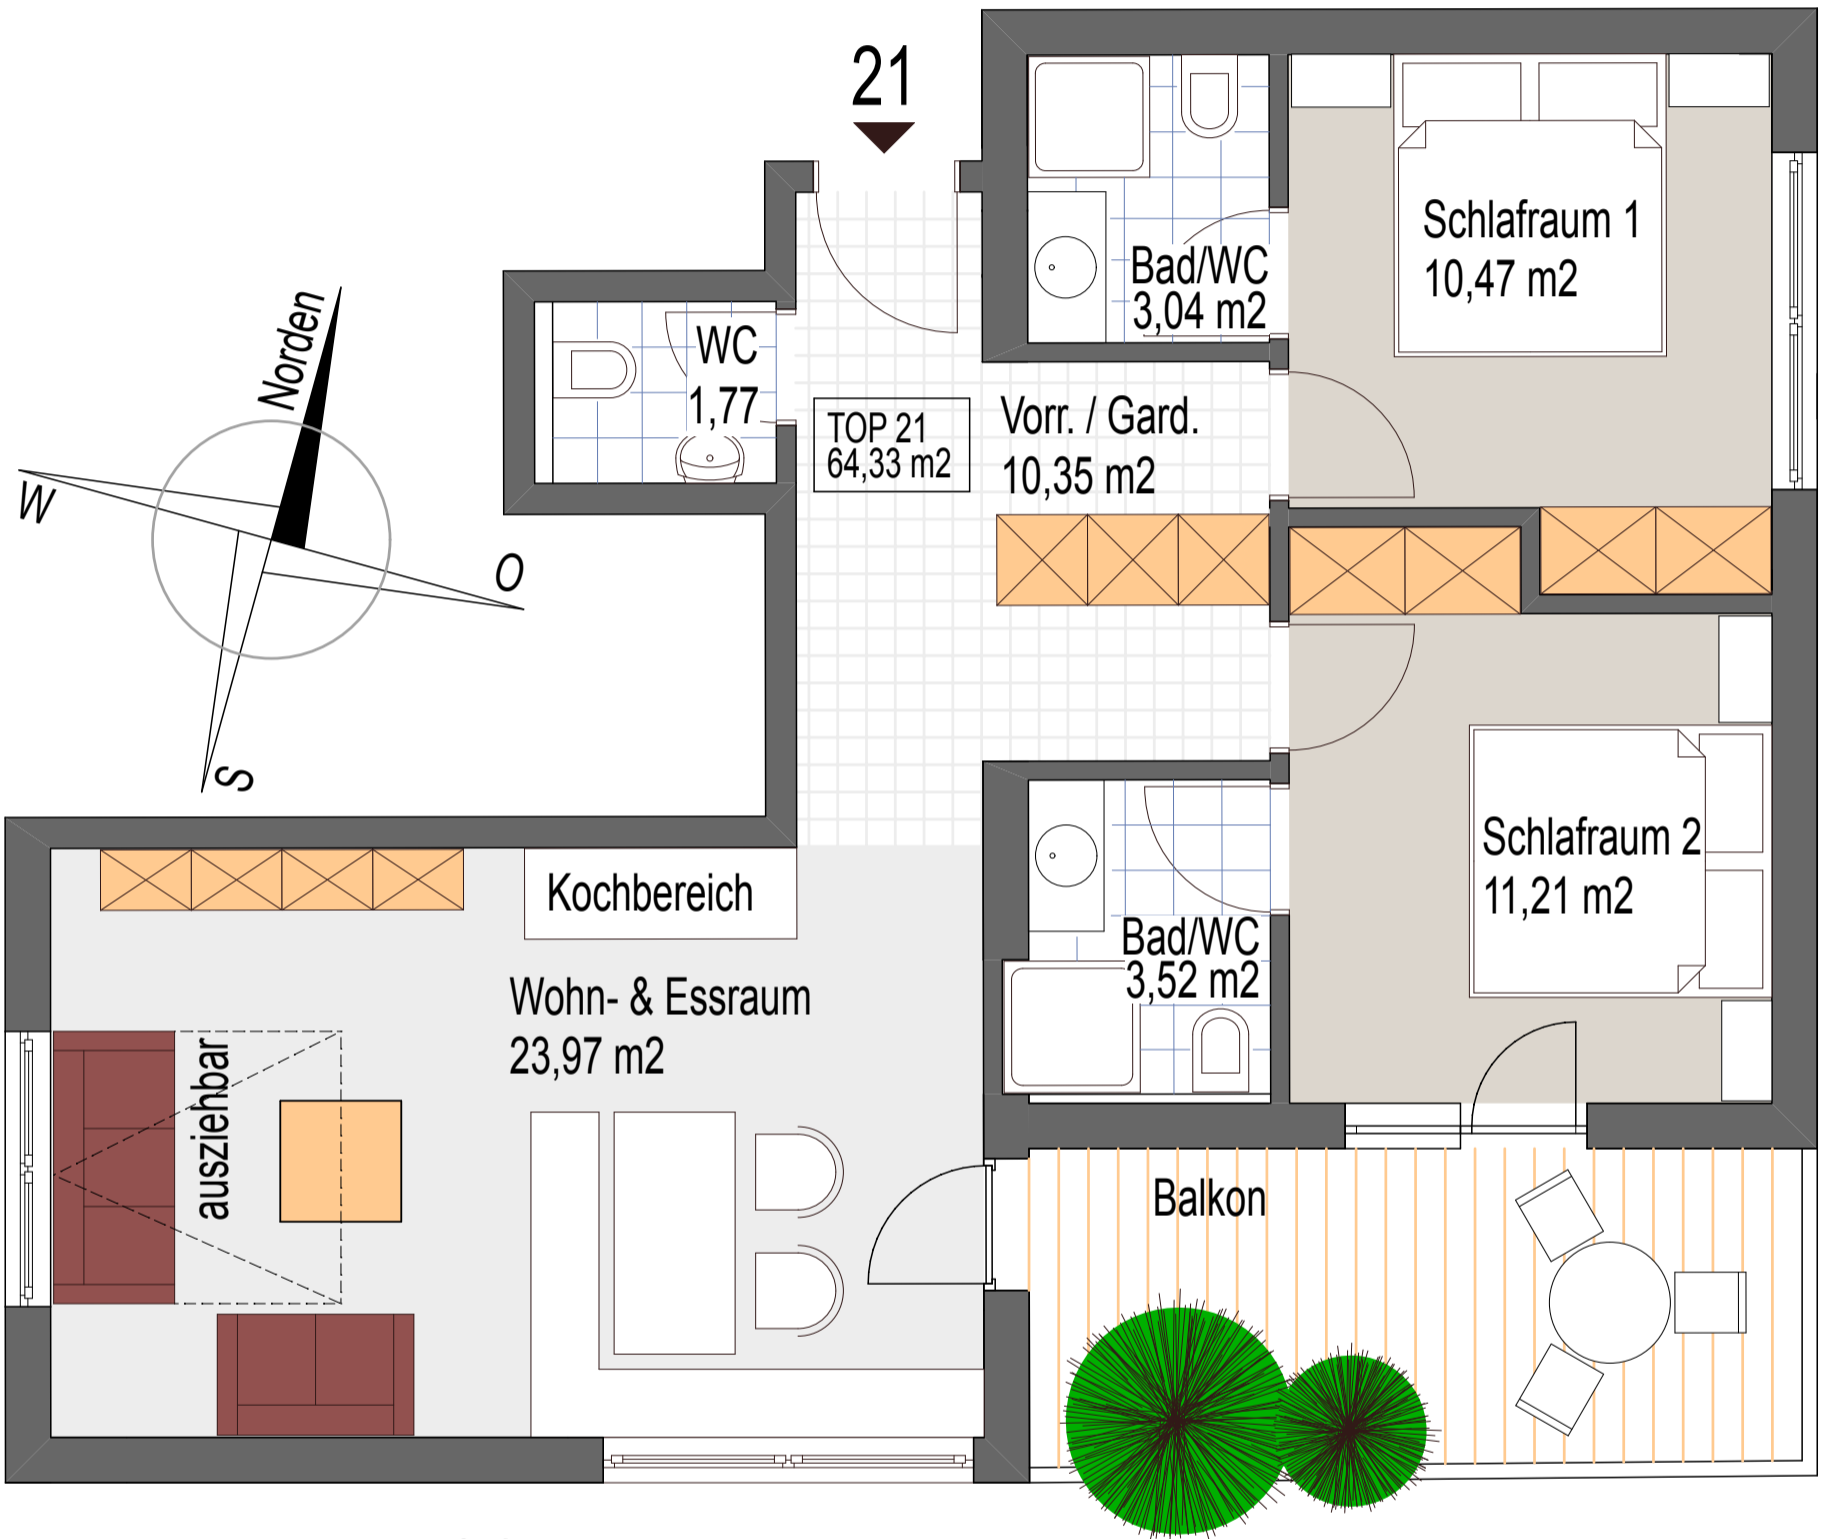 21
Schlafraum 1
10,47 m2
Bad/WC
3,04 m2
Norden
WC
1,77
TOP 21
64,33 m2
Vorr. / Gard.
10,35 m2
W
O
S
Kochbereich
Schlafraum 2
11,21 m2
Bad/WC
3,52 m2
Wohn- & Essraum
23,97 m2
ausziehbar
Balkon